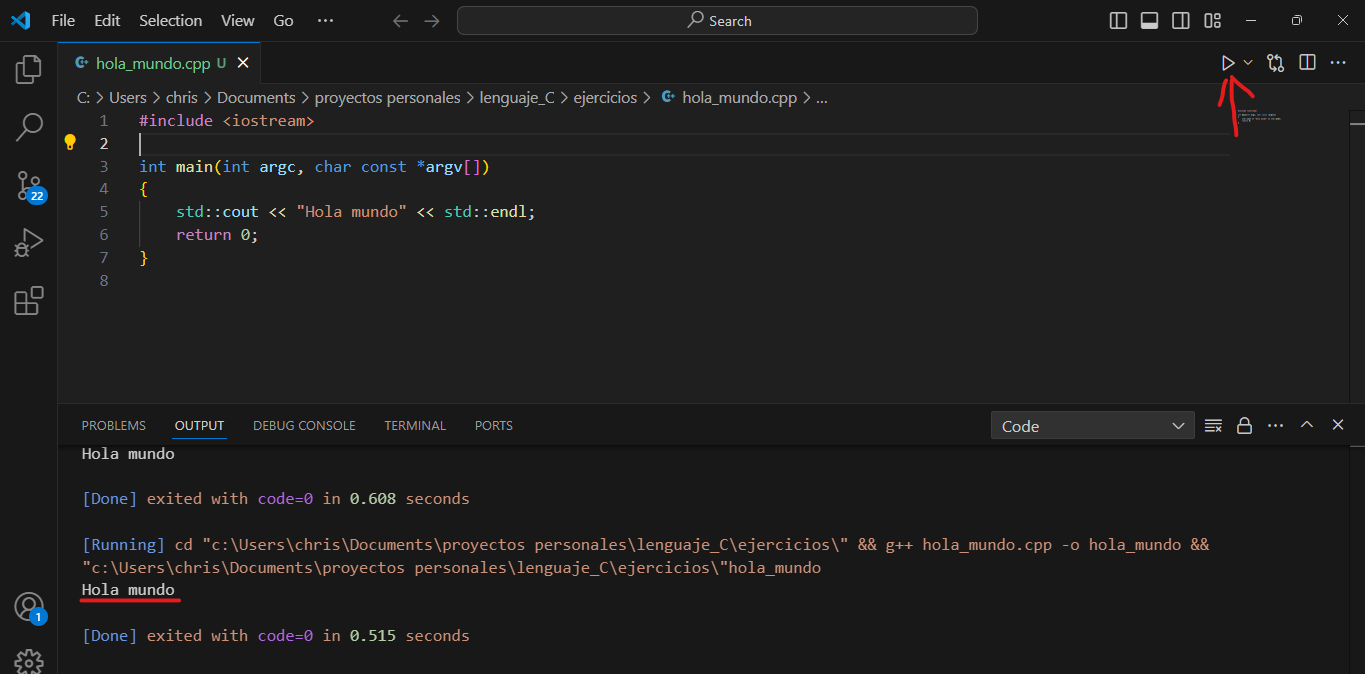 File Edit Selection View Go ··· Search
hola_mundo.cpp U
C: > Users > chris > Documents > proyectos personales > lenguaje_C > ejercicios > hola_mundo.cpp > ...
1 #include <iostream>
2
3 int main(int argc, char const *argv[])
4 {
5 std::cout << "Hola mundo" << std::endl;
6 return 0;
7 }
8
22
PROBLEMS OUTPUT DEBUG CONSOLE TERMINAL PORTS Code
Hola mundo
[Done] exited with code=0 in 0.608 seconds
[Running] cd "c:\Users\chris\Documents\proyectos personales\lenguaje_C\ejercicios\" && g++ hola_mundo.cpp -o hola_mundo &&
"c:\Users\chris\Documents\proyectos personales\lenguaje_C\ejercicios\"hola_mundo
Hola mundo
1
[Done] exited with code=0 in 0.515 seconds